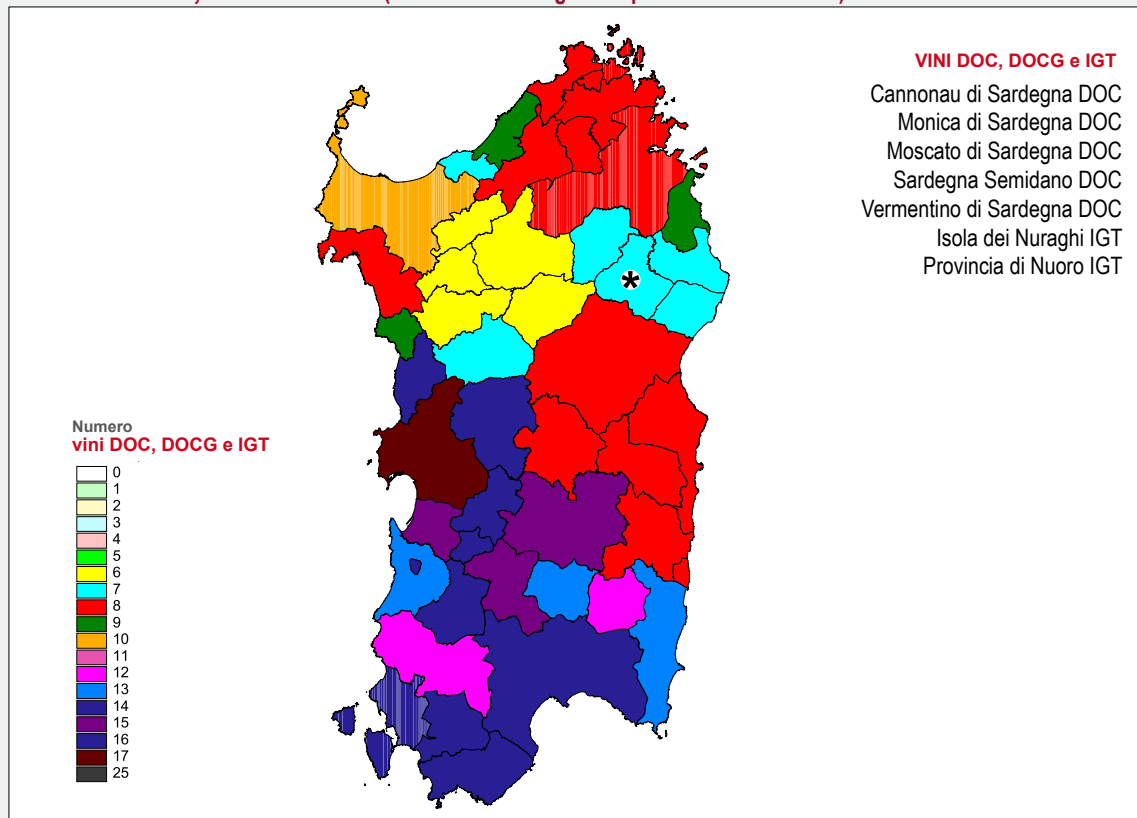 VINI DOC, DOCG e IGT
Cannonau di Sardegna DOC
Monica di Sardegna DOC
Moscato di Sardegna DOC
Sardegna Semidano DOC
Vermentino di Sardegna DOC
Isola dei Nuraghi IGT
Provincia di Nuoro IGT
*
Numero
vini DOC, DOCG e IGT
0
1
2
3
4
5
6
7
8
9
10
11
12
13
14
15
16
17
25